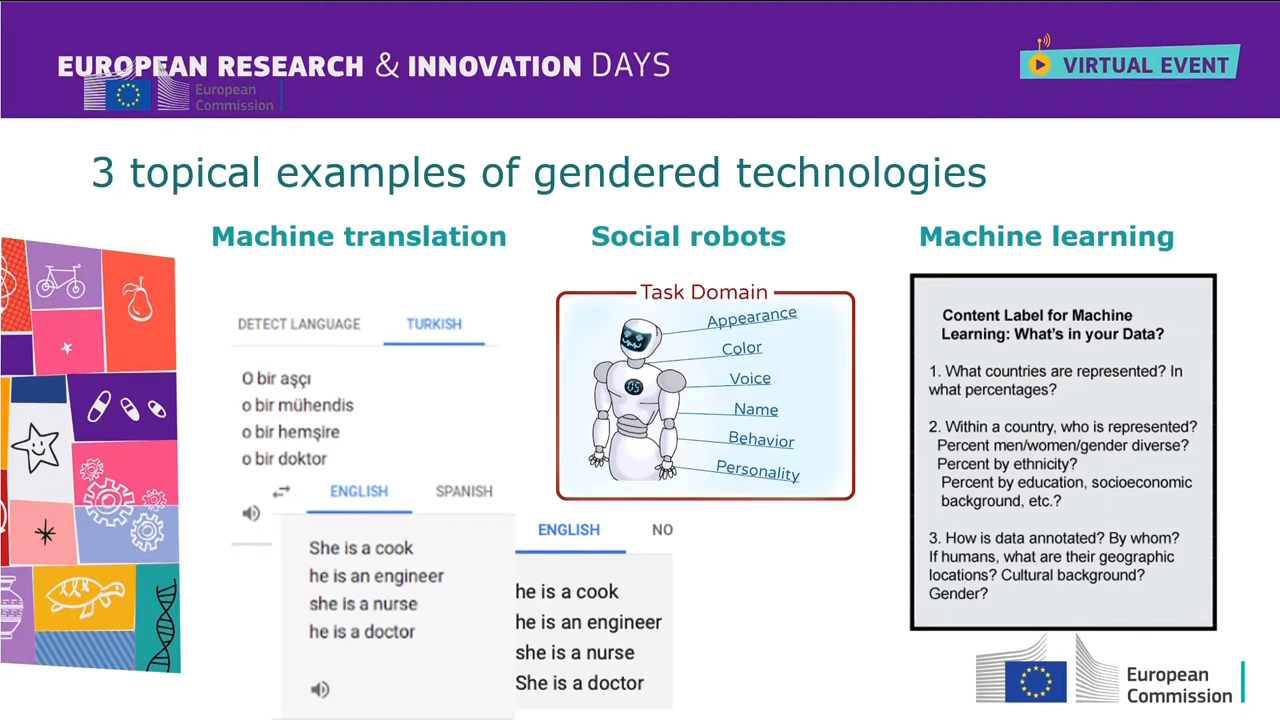 EUROPEAN RESEARCH & INNOVATION DAYS
European
Commission
VIRTUAL EVENT
3 topical examples of gendered technologies
Machine translation
DETECT LANGUAGE TURKISH
O bir aşçı
o bir mühendis
o bir hemşire
o bir doktor
ENGLISH SPANISH
She is a cook
he is an engineer
she is a nurse
he is a doctor
ENGLISH NO
he is a cook
he is an engineer
she is a nurse
She is a doctor
Social robots
Task Domain
Appearance
Color
Voice
Name
Behavior
Personality
Machine learning
Content Label for Machine
Learning: What's in your Data?
1. What countries are represented? In
what percentages?
2. Within a country, who is represented?
Percent men/women/gender diverse?
Percent by ethnicity?
Percent by education, socioeconomic
background, etc.?
3. How is data annotated? By whom?
If humans, what are their geographic
locations? Cultural background?
Gender?
European
Commission